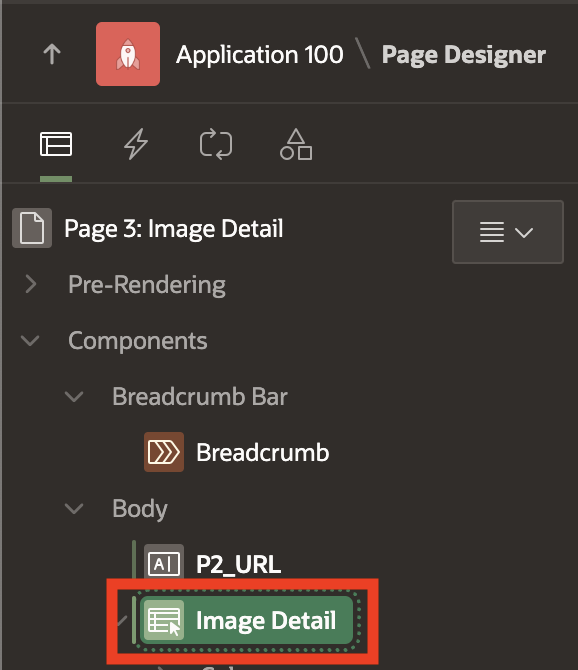 Application 100 \ Page Designer
Page 3: Image Detail
Pre-Rendering
Components
Breadcrumb Bar
Breadcrumb
Body
A P2_URL
Image Detail